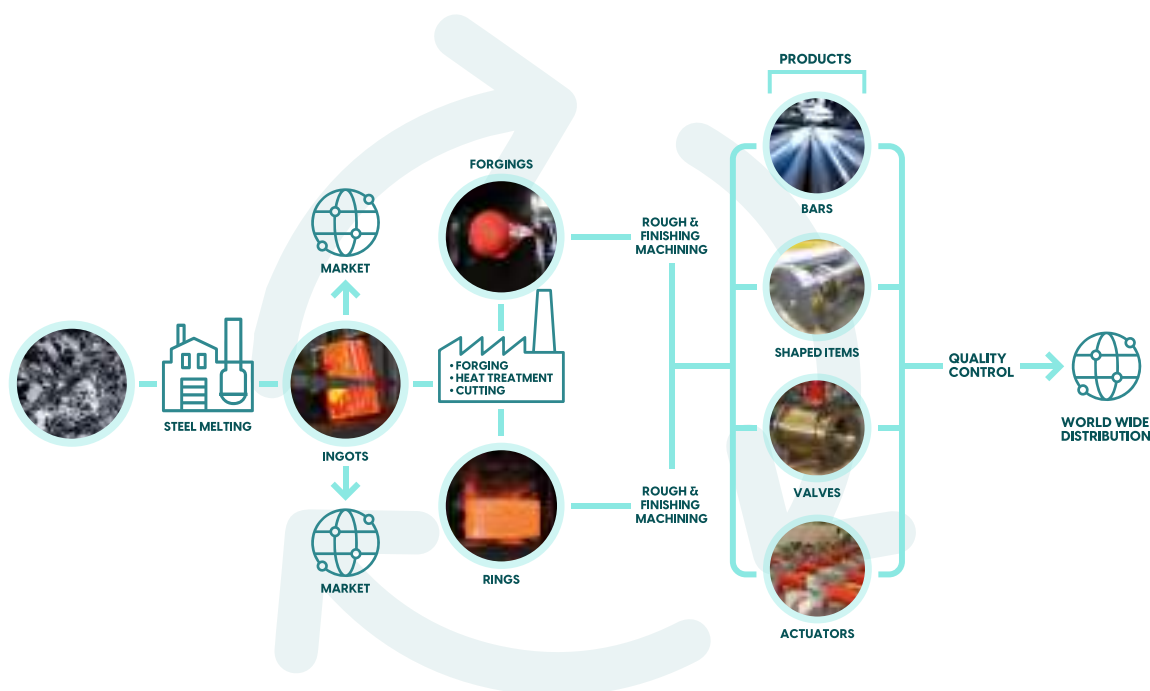 PRODUCTS
BARS
FORGINGS
ROUGH &
FINISHING
MACHINING
MARKET
SHAPED ITEMS
• FORGING
• HEAT TREATMENT
• CUTTING
QUALITY
CONTROL
STEEL MELTING
INGOTS
WORLD WIDE
DISTRIBUTION
VALVES
ROUGH &
FINISHING
MACHINING
MARKET
RINGS
ACTUATORS